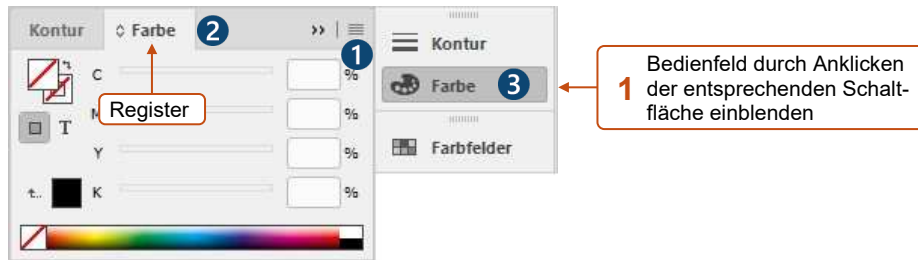 Kontur
Farbe
2
1
C
%
M
%
Register
T
Y
%
t..
K
%
Kontur
Farbe
3
Farbfelder
1
Bedienfeld durch Anklicken
der entsprechenden Schalt-
fläche einblenden